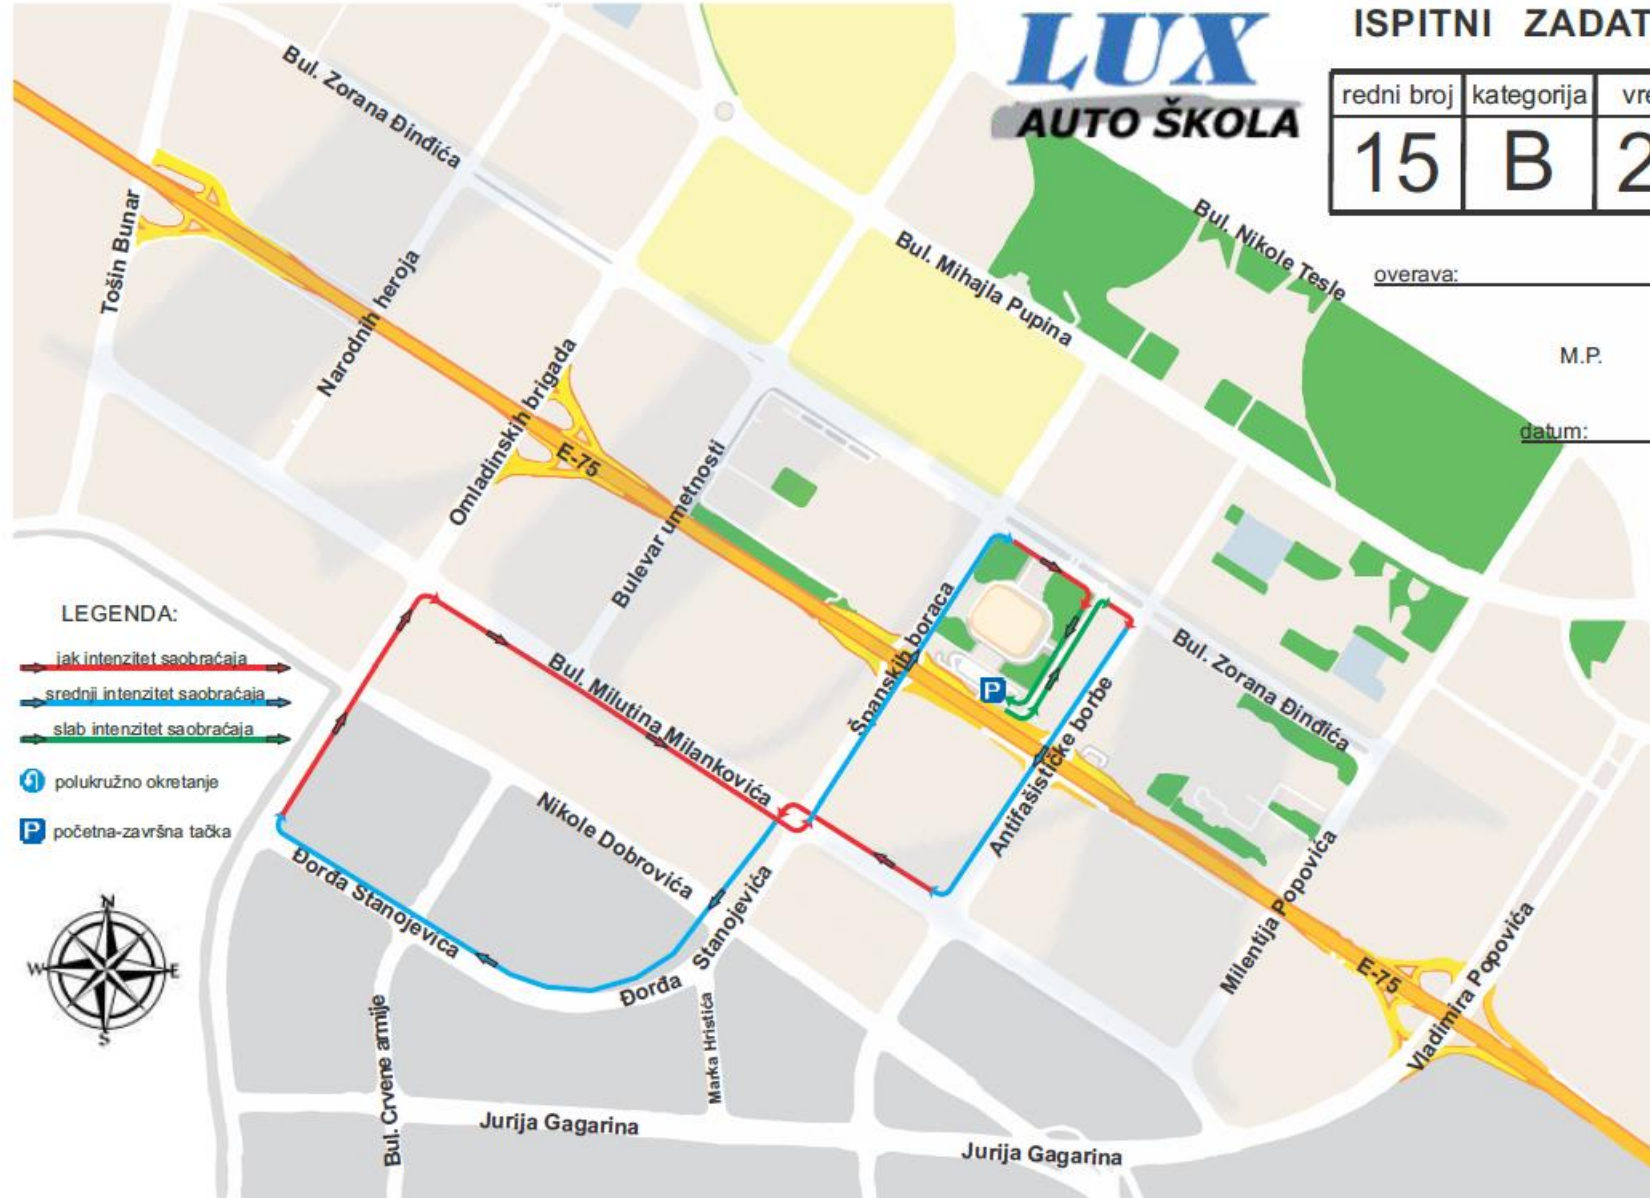 LUX
AUTO ŠKOLA
ISPITNI ZADAT
redni broj kategorija vre
15 B 2
overava:
M.P.
datum:
Bul. Zorana Đinđića
Tošin Bunar
Narodnih heroja
Omladinskih brigada
E-75
Bulevar umetnosti
Bul. Mihajla Pupina
Bul. Nikole Tesle
Španskih boraca
P
Antifašističke borbe
Bul. Zorana Đinđića
Bul. Milutina Milankovića
Nikole Dobrovića
Đorđa Stanojevica
Đorđa Stanojevića
Marka Hristića
Bul. Crvene armije
Jurija Gagarina
Jurija Gagarina
Milentija Popovića
Vladimira Popovića
E-75
LEGENDA:
jak intenzitet saobraćaja
srednji intenzitet saobraćaja
slab intenzitet saobraćaja
polukružno okretanje
P početna-završna tačka
N
W E
S